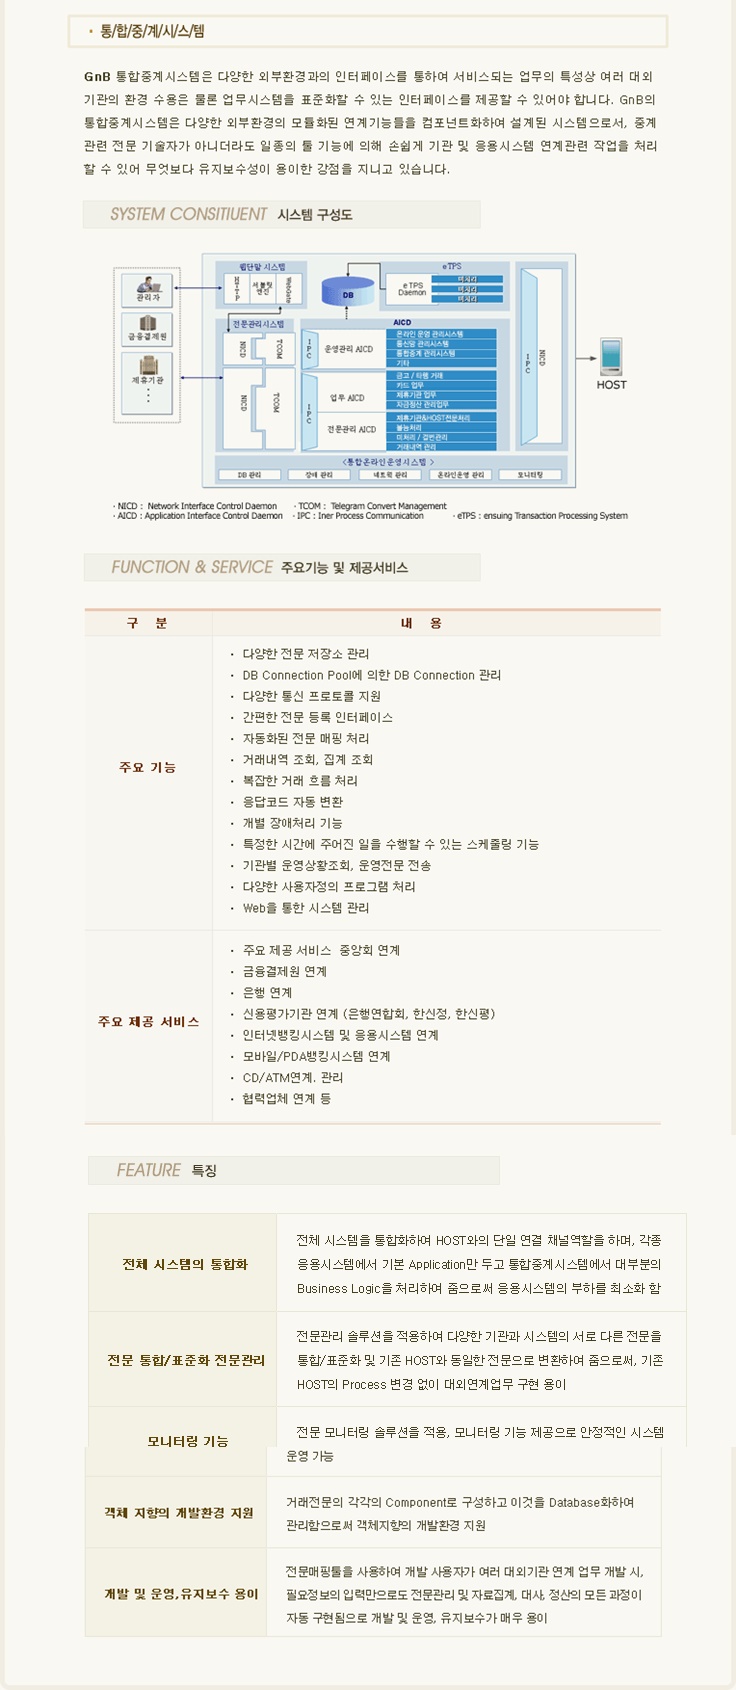 · 통/합/중/계/시/스/템
GnB 통합중계시스템은 다양한 외부환경과의 인터페이스를 통하여 서비스되는 업무의 특성상 여러 대외
기관의 환경 수용은 물론 업무시스템을 표준화할 수 있는 인터페이스를 제공할 수 있어야 합니다. GnB의
통합중계시스템은 다양한 외부환경의 모듈화된 연계기능들을 컴포넌트화하여 설계된 시스템으로서, 중계
관련 전문 기술자가 아니더라도 일종의 툴 기능에 의해 손쉽게 기관 및 응용시스템 연계관련 작업을 처리
할 수 있어 무엇보다 유지보수성이 용이한 강점을 지니고 있습니다.
SYSTEM CONSITIUENT 시스템 구성도
관리자
금융결제원
제휴기관
웹단말 시스템
HTTP
서블릿 엔진
WebGate
DB
eTPS
eTPS Daemon
미처리
미처리
미처리
전문관리시스템
NICD
TCOM
NICD
TCOM
AICD
IPC
운영관리 AICD
온라인 운영 관리시스템
통신망 관리시스템
통합중계 관리시스템
기타
IPC
업무 AICD
공고 / 타행 거래
카드 업무
제휴기관 업무
자금정산 관리업무
전문관리 AICD
제휴기관&HOST전문처리
불능처리
미처리 / 결번관리
거래내역 관리
IPC
NICD
HOST
<통합온라인운영시스템 >
DB 관리
장애 관리
네트워크 관리
온라인운영 관리
모니터링
· NICD : Network Interface Control Daemon · TCOM : Telegram Convert Management
· AICD : Application Interface Control Daemon · IPC : Iner Process Communication · eTPS : ensuing Transaction Processing System
FUNCTION & SERVICE 주요기능 및 제공서비스
구 분 내 용
주요 기능
· 다양한 전문 저장소 관리
· DB Connection Pool에 의한 DB Connection 관리
· 다양한 통신 프로토콜 지원
· 간편한 전문 등록 인터페이스
· 자동화된 전문 매핑 처리
· 거래내역 조회, 집계 조회
· 복잡한 거래 흐름 처리
· 응답코드 자동 변환
· 개별 장애처리 기능
· 특정한 시간에 주어진 일을 수행할 수 있는 스케줄링 기능
· 기관별 운영상황조회, 운영전문 전송
· 다양한 사용자정의 프로그램 처리
· Web을 통한 시스템 관리
주요 제공 서비스
· 주요 제공 서비스 중앙회 연계
· 금융결제원 연계
· 은행 연계
· 신용평가기관 연계 (은행연합회, 한신정, 한신평)
· 인터넷뱅킹시스템 및 응용시스템 연계
· 모바일/PDA뱅킹시스템 연계
· CD/ATM연계. 관리
· 협력업체 연계 등
FEATURE 특징
전체 시스템의 통합화
전체 시스템을 통합화하여 HOST와의 단일 연결 채널역할을 하며, 각종
응용시스템에서 기본 Application만 두고 통합중계시스템에서 대부분의
Business Logic을 처리하여 줌으로써 응용시스템의 부하를 최소화 함
전문 통합/표준화 전문관리
전문관리 솔루션을 적용하여 다양한 기관과 시스템의 서로 다른 전문을
통합/표준화 및 기존 HOST와 동일한 전문으로 변환하여 줌으로써, 기존
HOST의 Process 변경 없이 대외연계업무 구현 용이
모니터링 기능
전문 모니터링 솔루션을 적용, 모니터링 기능 제공으로 안정적인 시스템
운영 가능
객체 지향의 개발환경 지원
거래전문의 각각의 Component로 구성하고 이것을 Database화하여
관리함으로써 객체지향의 개발환경 지원
개발 및 운영,유지보수 용이
전문매핑툴을 사용하여 개발 사용자가 여러 대외기관 연계 업무 개발 시,
필요정보의 입력만으로도 전문관리 및 자료집계, 대사, 정산의 모든 과정이
자동 구현됨으로 개발 및 운영, 유지보수가 매우 용이